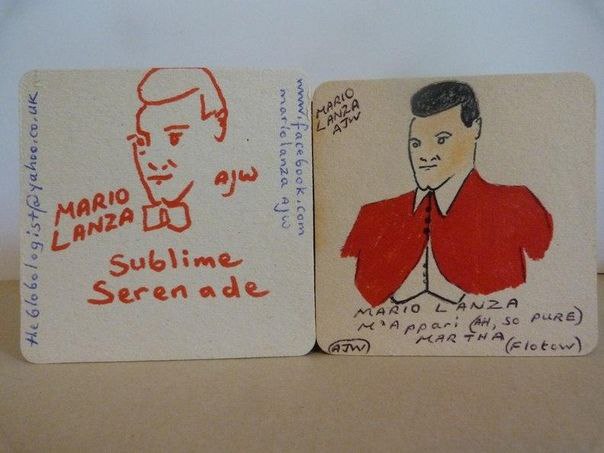 the6lobologist@yahoo.co.uk
MARIO
LANZA
AJW
Sublime
Serenade
www.facebook.com
mariolanza AJW
MARIO
LANZA
AJW
MARIO LANZA
M'Appari (AH, SO PURE)
MARTHA (Flotow)
AJW